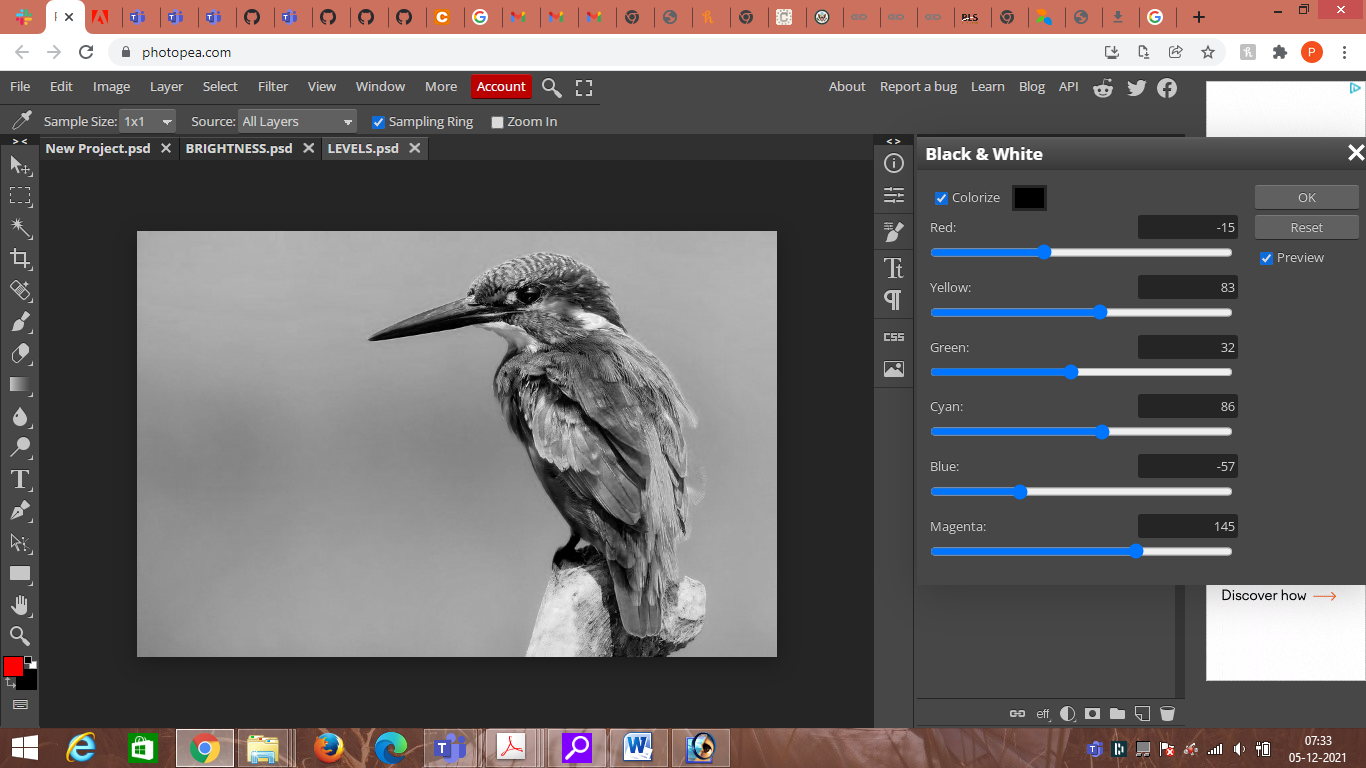 P
C
PLS
photopea.com
P
File Edit Image Layer Select Filter View Window More Account
About Report a bug Learn Blog API
Sample Size: 1x1 Source: All Layers Sampling Ring Zoom In
New Project.psd BRIGHTNESS.psd LEVELS.psd
> <
< >
Black & White
Colorize
OK
Red: -15
Reset
Preview
Yellow: 83
Green: 32
CSS
Cyan: 86
Blue: -57
Magenta: 145
Discover how
eff
07:33
05-12-2021